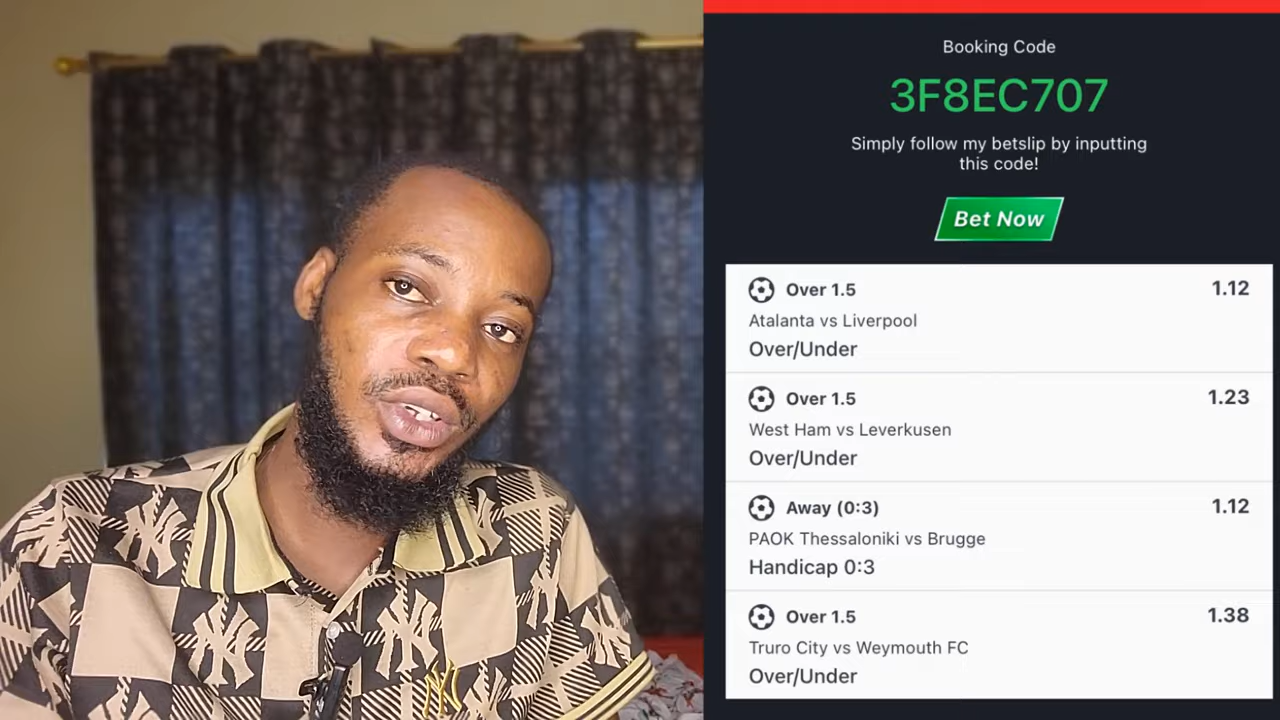 Booking Code
3F8EC707
Simply follow my betslip by inputting
this code!
Bet Now
Over 1.5 1.12
Atalanta vs Liverpool
Over/Under
Over 1.5 1.23
West Ham vs Leverkusen
Over/Under
Away (0:3) 1.12
PAOK Thessaloniki vs Brugge
Handicap 0:3
Over 1.5 1.38
Truro City vs Weymouth FC
Over/Under
NY